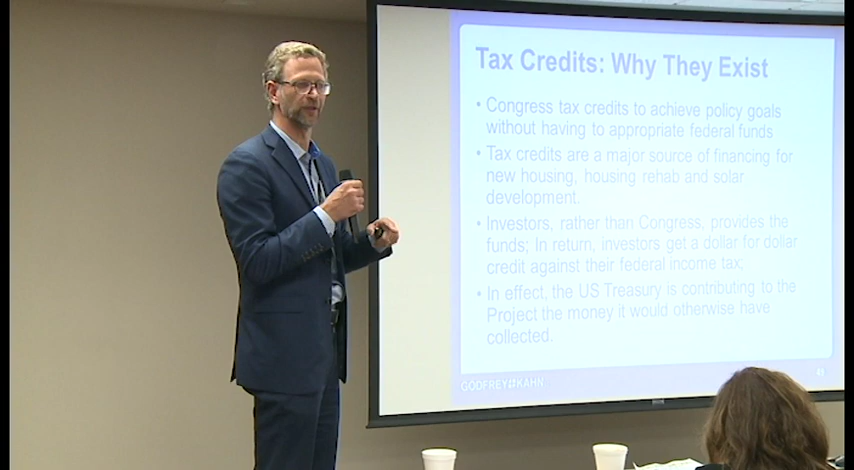 Tax Credits: Why They Exist
• Congress tax credits to achieve policy goals
without having to appropriate federal funds
• Tax credits are a major source of financing for
new housing, housing rehab and solar
development.
• Investors, rather than Congress, provides the
funds; In return, investors get a dollar for dollar
credit against their federal income tax;
• In effect, the US Treasury is contributing to the
Project the money it would otherwise have
collected.
GODFREY KAHN